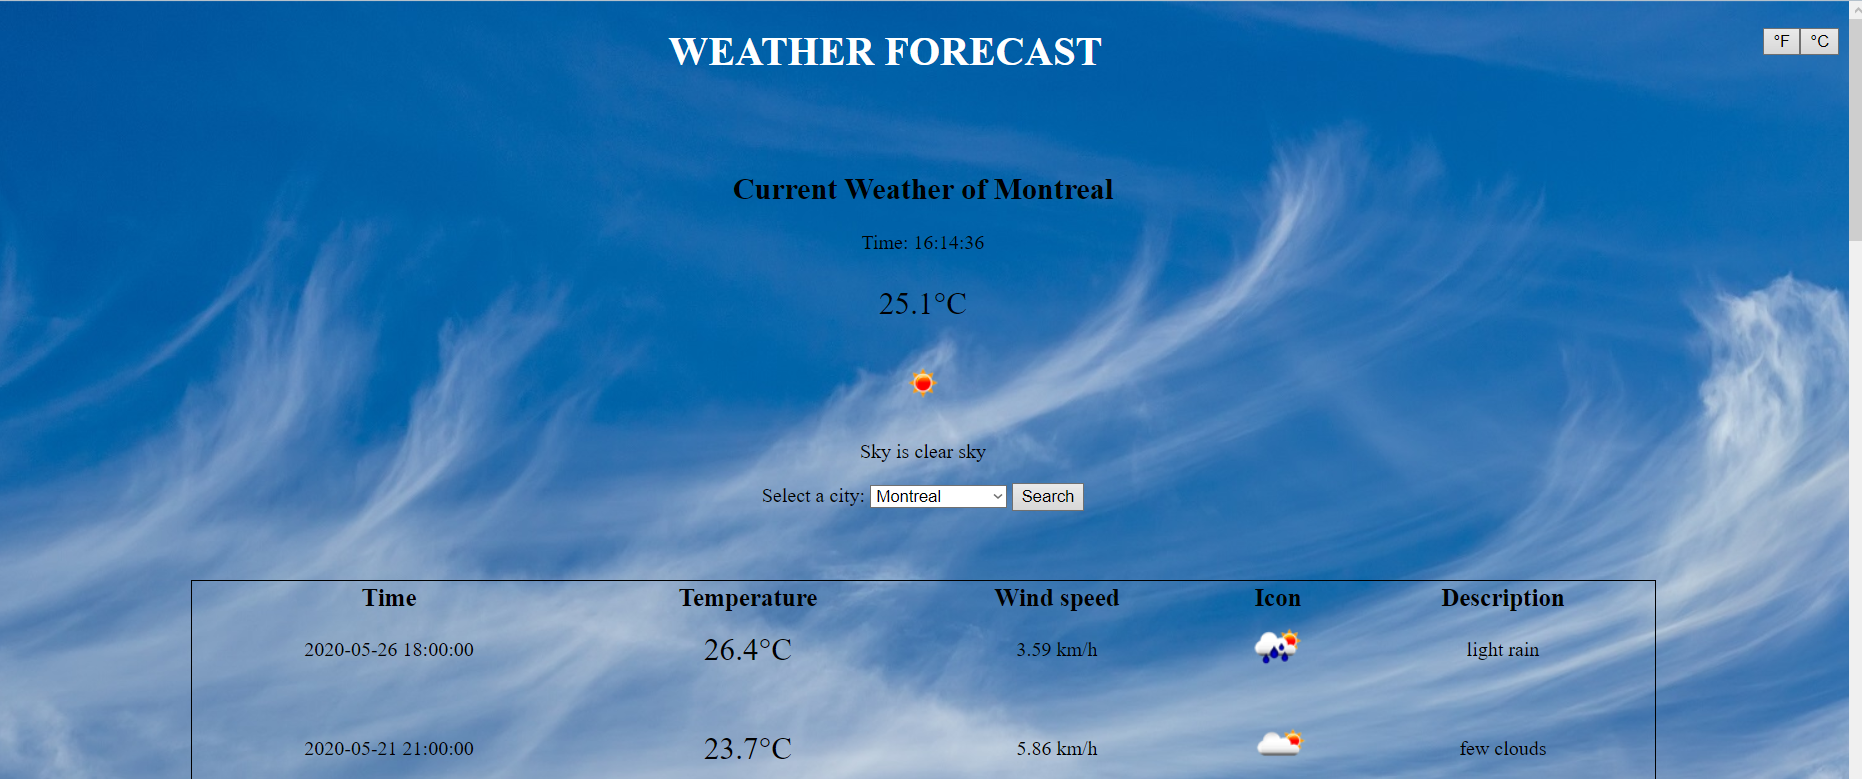 WEATHER FORECAST
°F °C
Current Weather of Montreal
Time: 16:14:36
25.1°C
Sky is clear sky
Select a city: Montreal Search
Time Temperature Wind speed Icon Description
2020-05-26 18:00:00 26.4°C 3.59 km/h light rain
2020-05-21 21:00:00 23.7°C 5.86 km/h few clouds